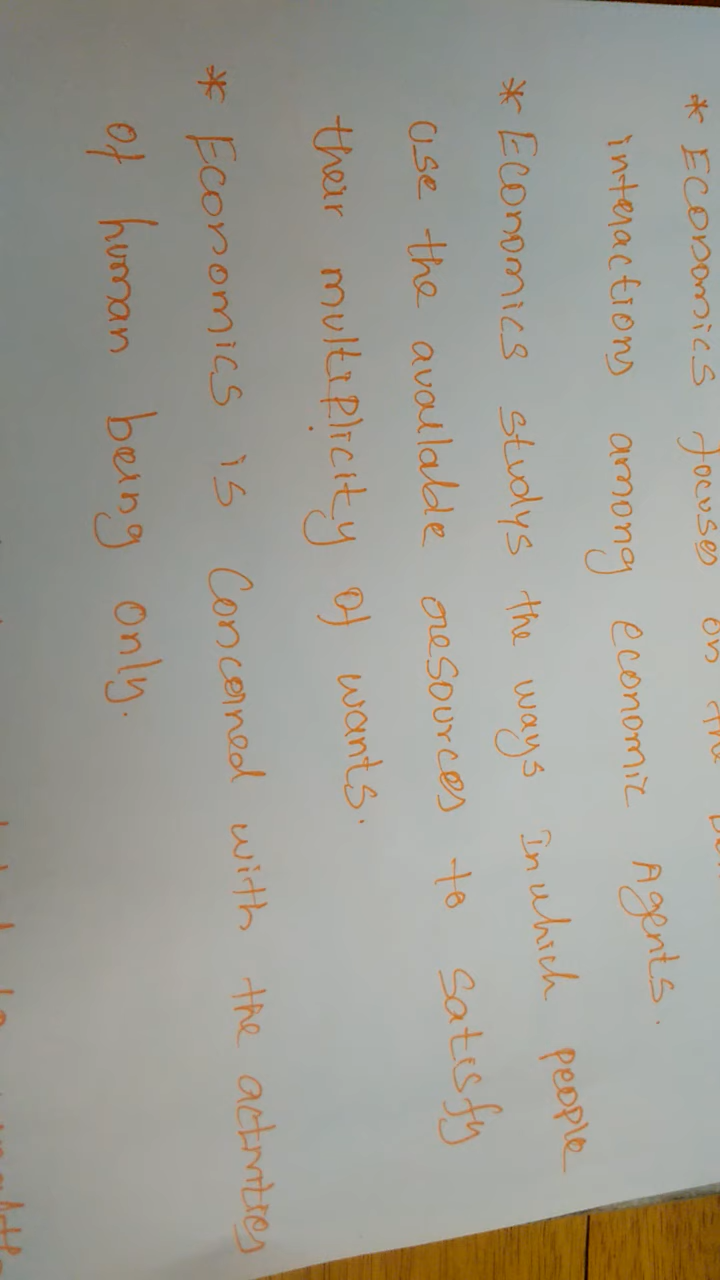 * Economics focuses on the
interactions among economic Agents.
* Economics studys the ways in which people
use the available resources to satisfy
their multiplicity of wants.
* Economics is Concerned with the activities
of human being only.